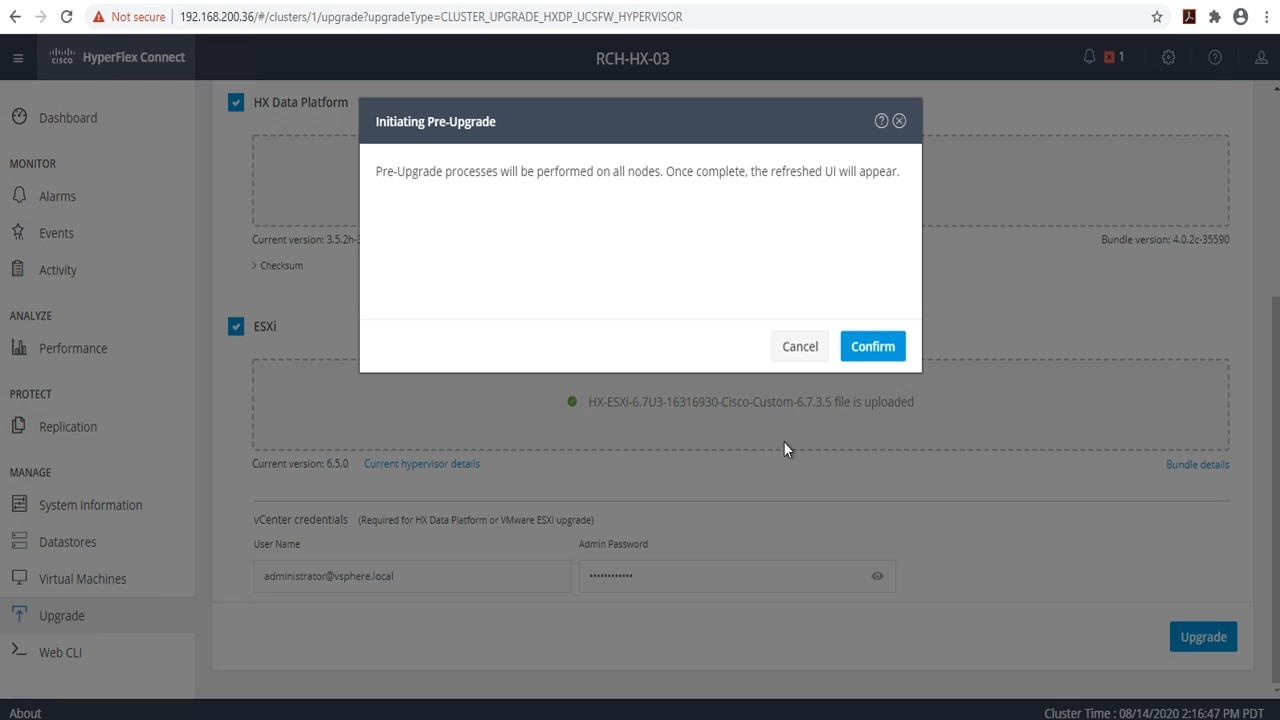 Not secure 192.168.200.36/#/clusters/1/upgrade?upgradeType=CLUSTER_UPGRADE_HXDP_UCSFW_HYPERVISOR
CISCO HyperFlex Connect
RCH-HX-03
1
Dashboard
MONITOR
Alarms
Events
Activity
ANALYZE
Performance
PROTECT
Replication
MANAGE
System Information
Datastores
Virtual Machines
Upgrade
Web CLI
About
HX Data Platform
Current version: 3.5.2h-
Bundle version: 4.0.2c-35590
Checksum
Initiating Pre-Upgrade
Pre-Upgrade processes will be performed on all nodes. Once complete, the refreshed UI will appear.
Cancel Confirm
ESXi
HX-ESXi-6.7U3-16316930-Cisco-Custom-6.7.3.5 file is uploaded
Current version: 6.5.0 Current hypervisor details
Bundle details
vCenter credentials (Required for HX Data Platform or VMware ESXi upgrade)
User Name Admin Password
administrator@vsphere.local ••••••••••••
Upgrade
Cluster Time : 08/14/2020 2:16:47 PM PDT